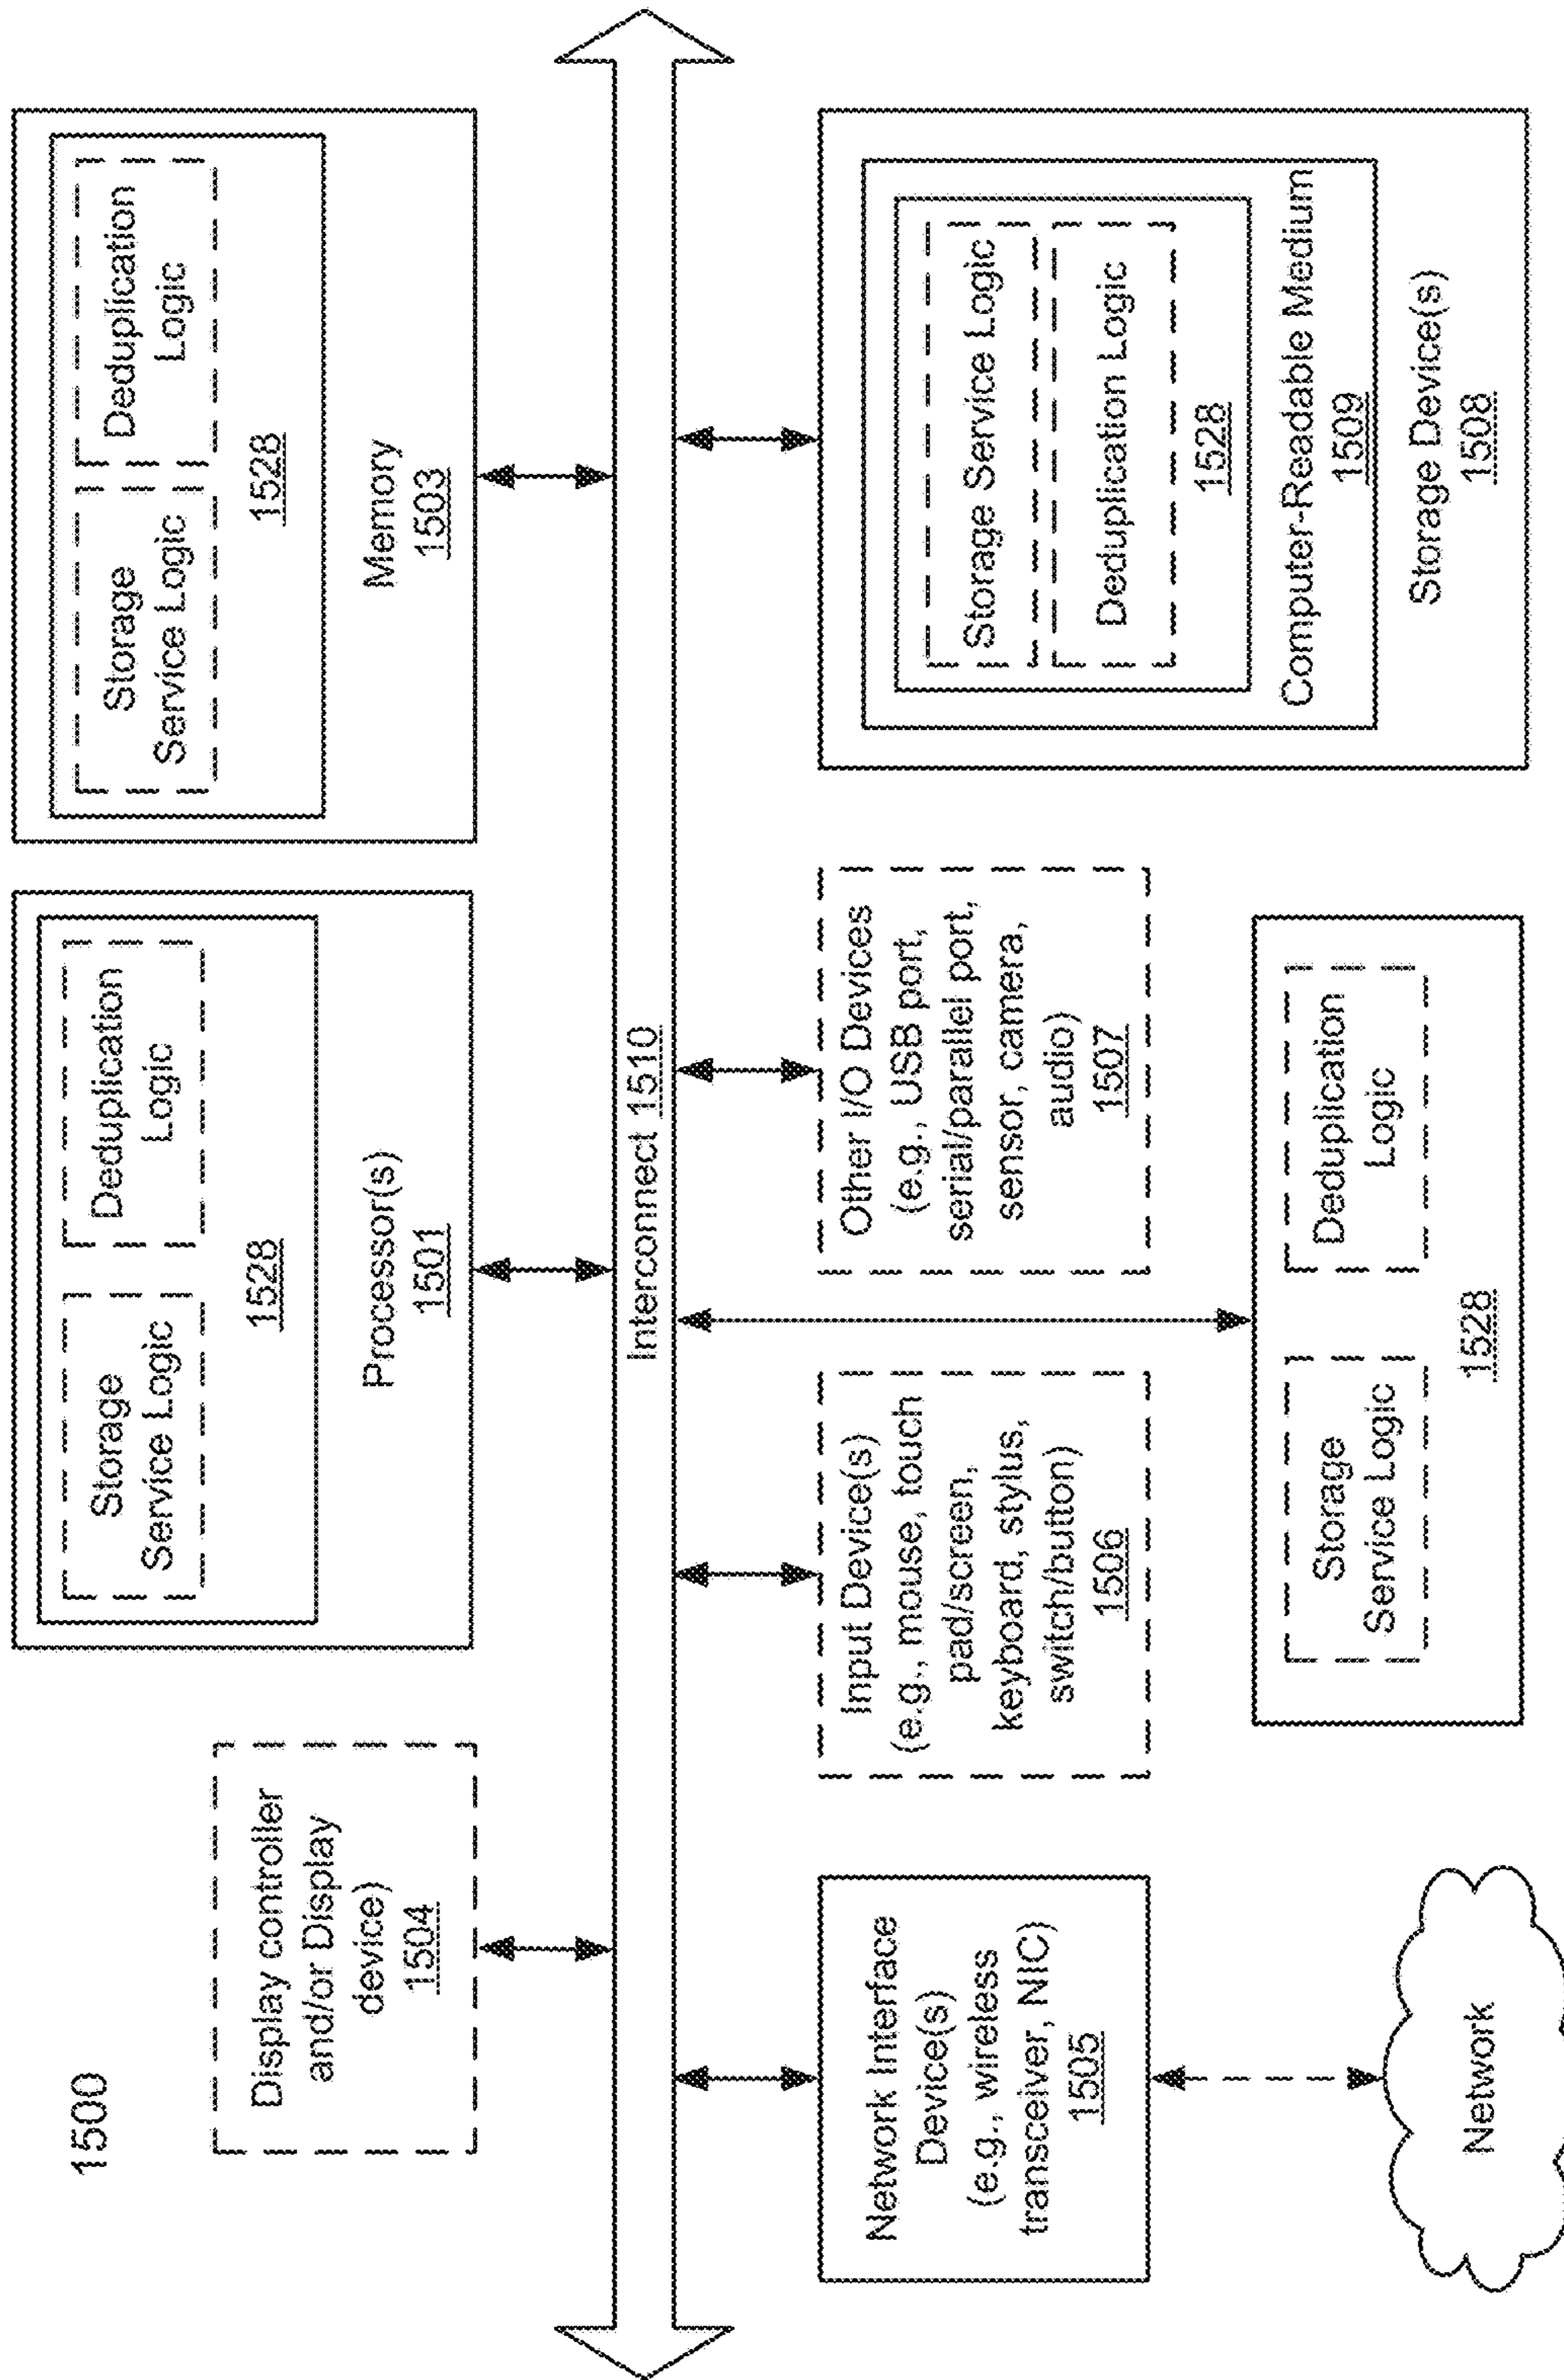 1500
Display controller
and/or Display
device)
1504
Storage
Service Logic
Deduplication
Logic
1528
Processor(s)
1501
Storage
Service Logic
Deduplication
Logic
1528
Memory
1503
Interconnect 1510
Network Interface
Device(s)
(e.g., wireless
transceiver, NIC)
1505
Input Device(s)
(e.g., mouse, touch
pad/screen,
keyboard, stylus,
switch/button)
1506
Other I/O Devices
(e.g., USB port,
serial/parallel port,
sensor, camera,
audio)
1507
Storage Service Logic
Deduplication Logic
1528
Computer-Readable Medium
1509
Storage Device(s)
1508
Network
Storage
Service Logic
Deduplication
Logic
1528